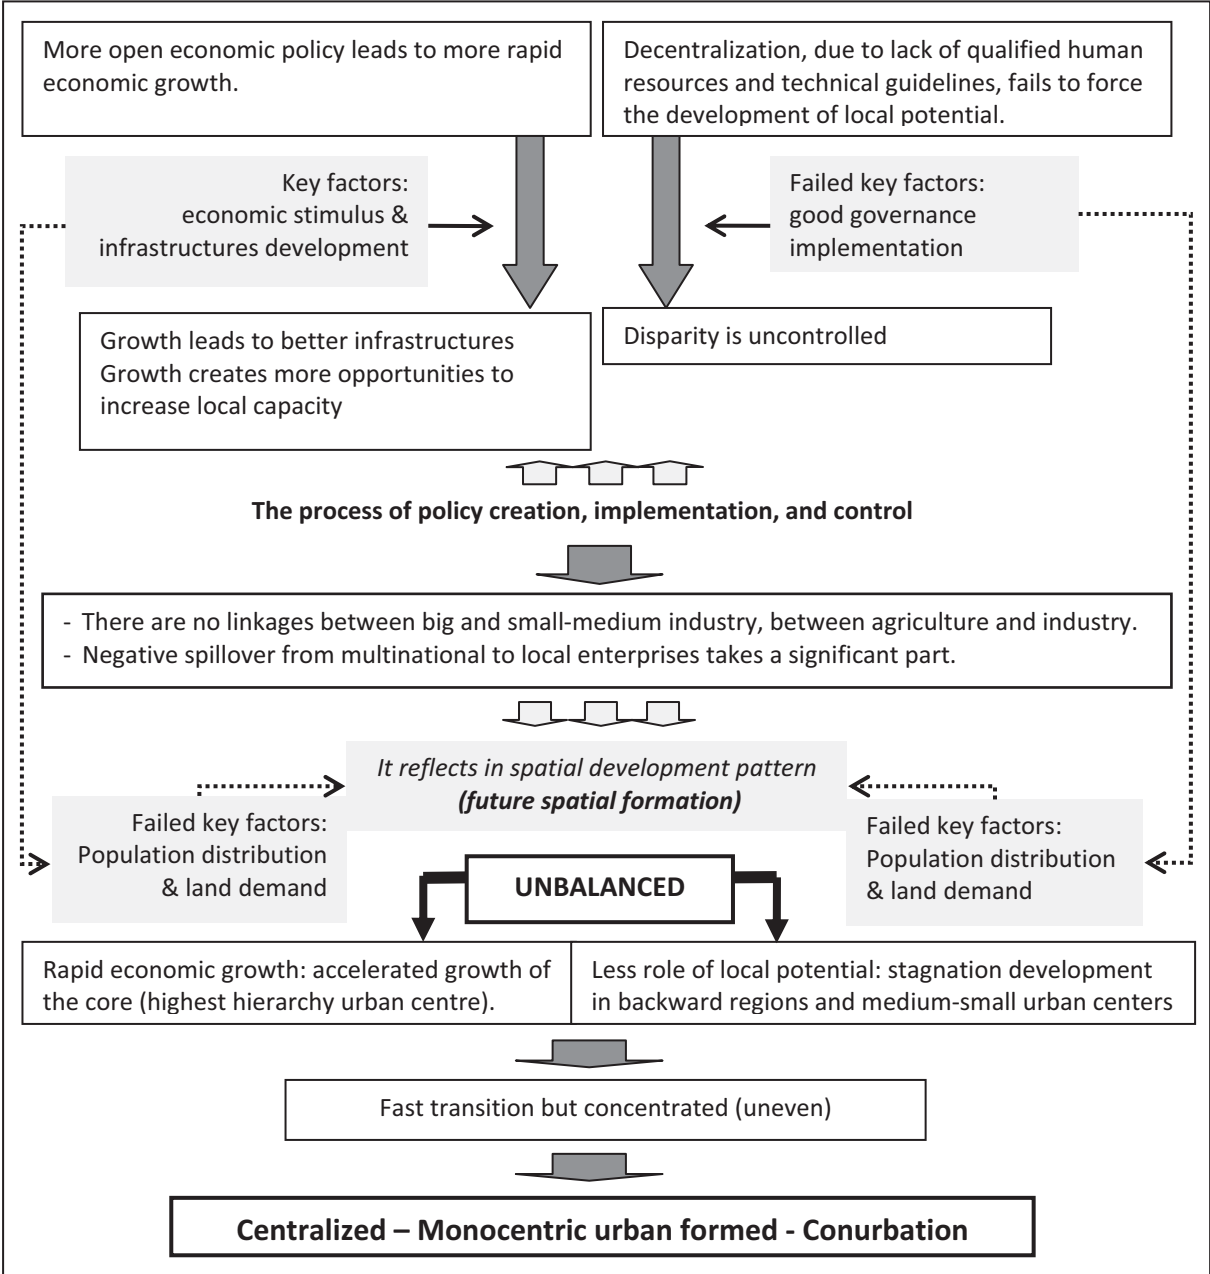 More open economic policy leads to more rapid
economic growth.
Decentralization, due to lack of qualified human
resources and technical guidelines, fails to force
the development of local potential.
Key factors:
economic stimulus &
infrastructures development
Failed key factors:
good governance
implementation
Growth leads to better infrastructures
Growth creates more opportunities to
increase local capacity
Disparity is uncontrolled
The process of policy creation, implementation, and control
- There are no linkages between big and small-medium industry, between agriculture and industry.
- Negative spillover from multinational to local enterprises takes a significant part.
It reflects in spatial development pattern
(future spatial formation)
Failed key factors:
Population distribution
& land demand
Failed key factors:
Population distribution
& land demand
UNBALANCED
Rapid economic growth: accelerated growth of
the core (highest hierarchy urban centre).
Less role of local potential: stagnation development
in backward regions and medium-small urban centers
Fast transition but concentrated (uneven)
Centralized – Monocentric urban formed - Conurbation